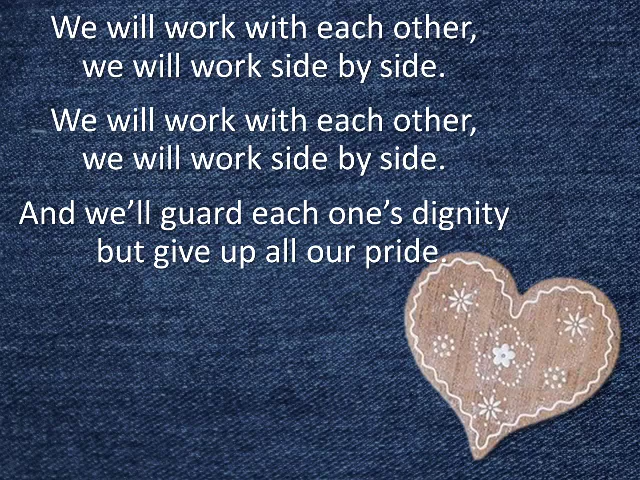 We will work with each other,
we will work side by side.
We will work with each other,
we will work side by side.
And we’ll guard each one’s dignity
but give up all our pride.